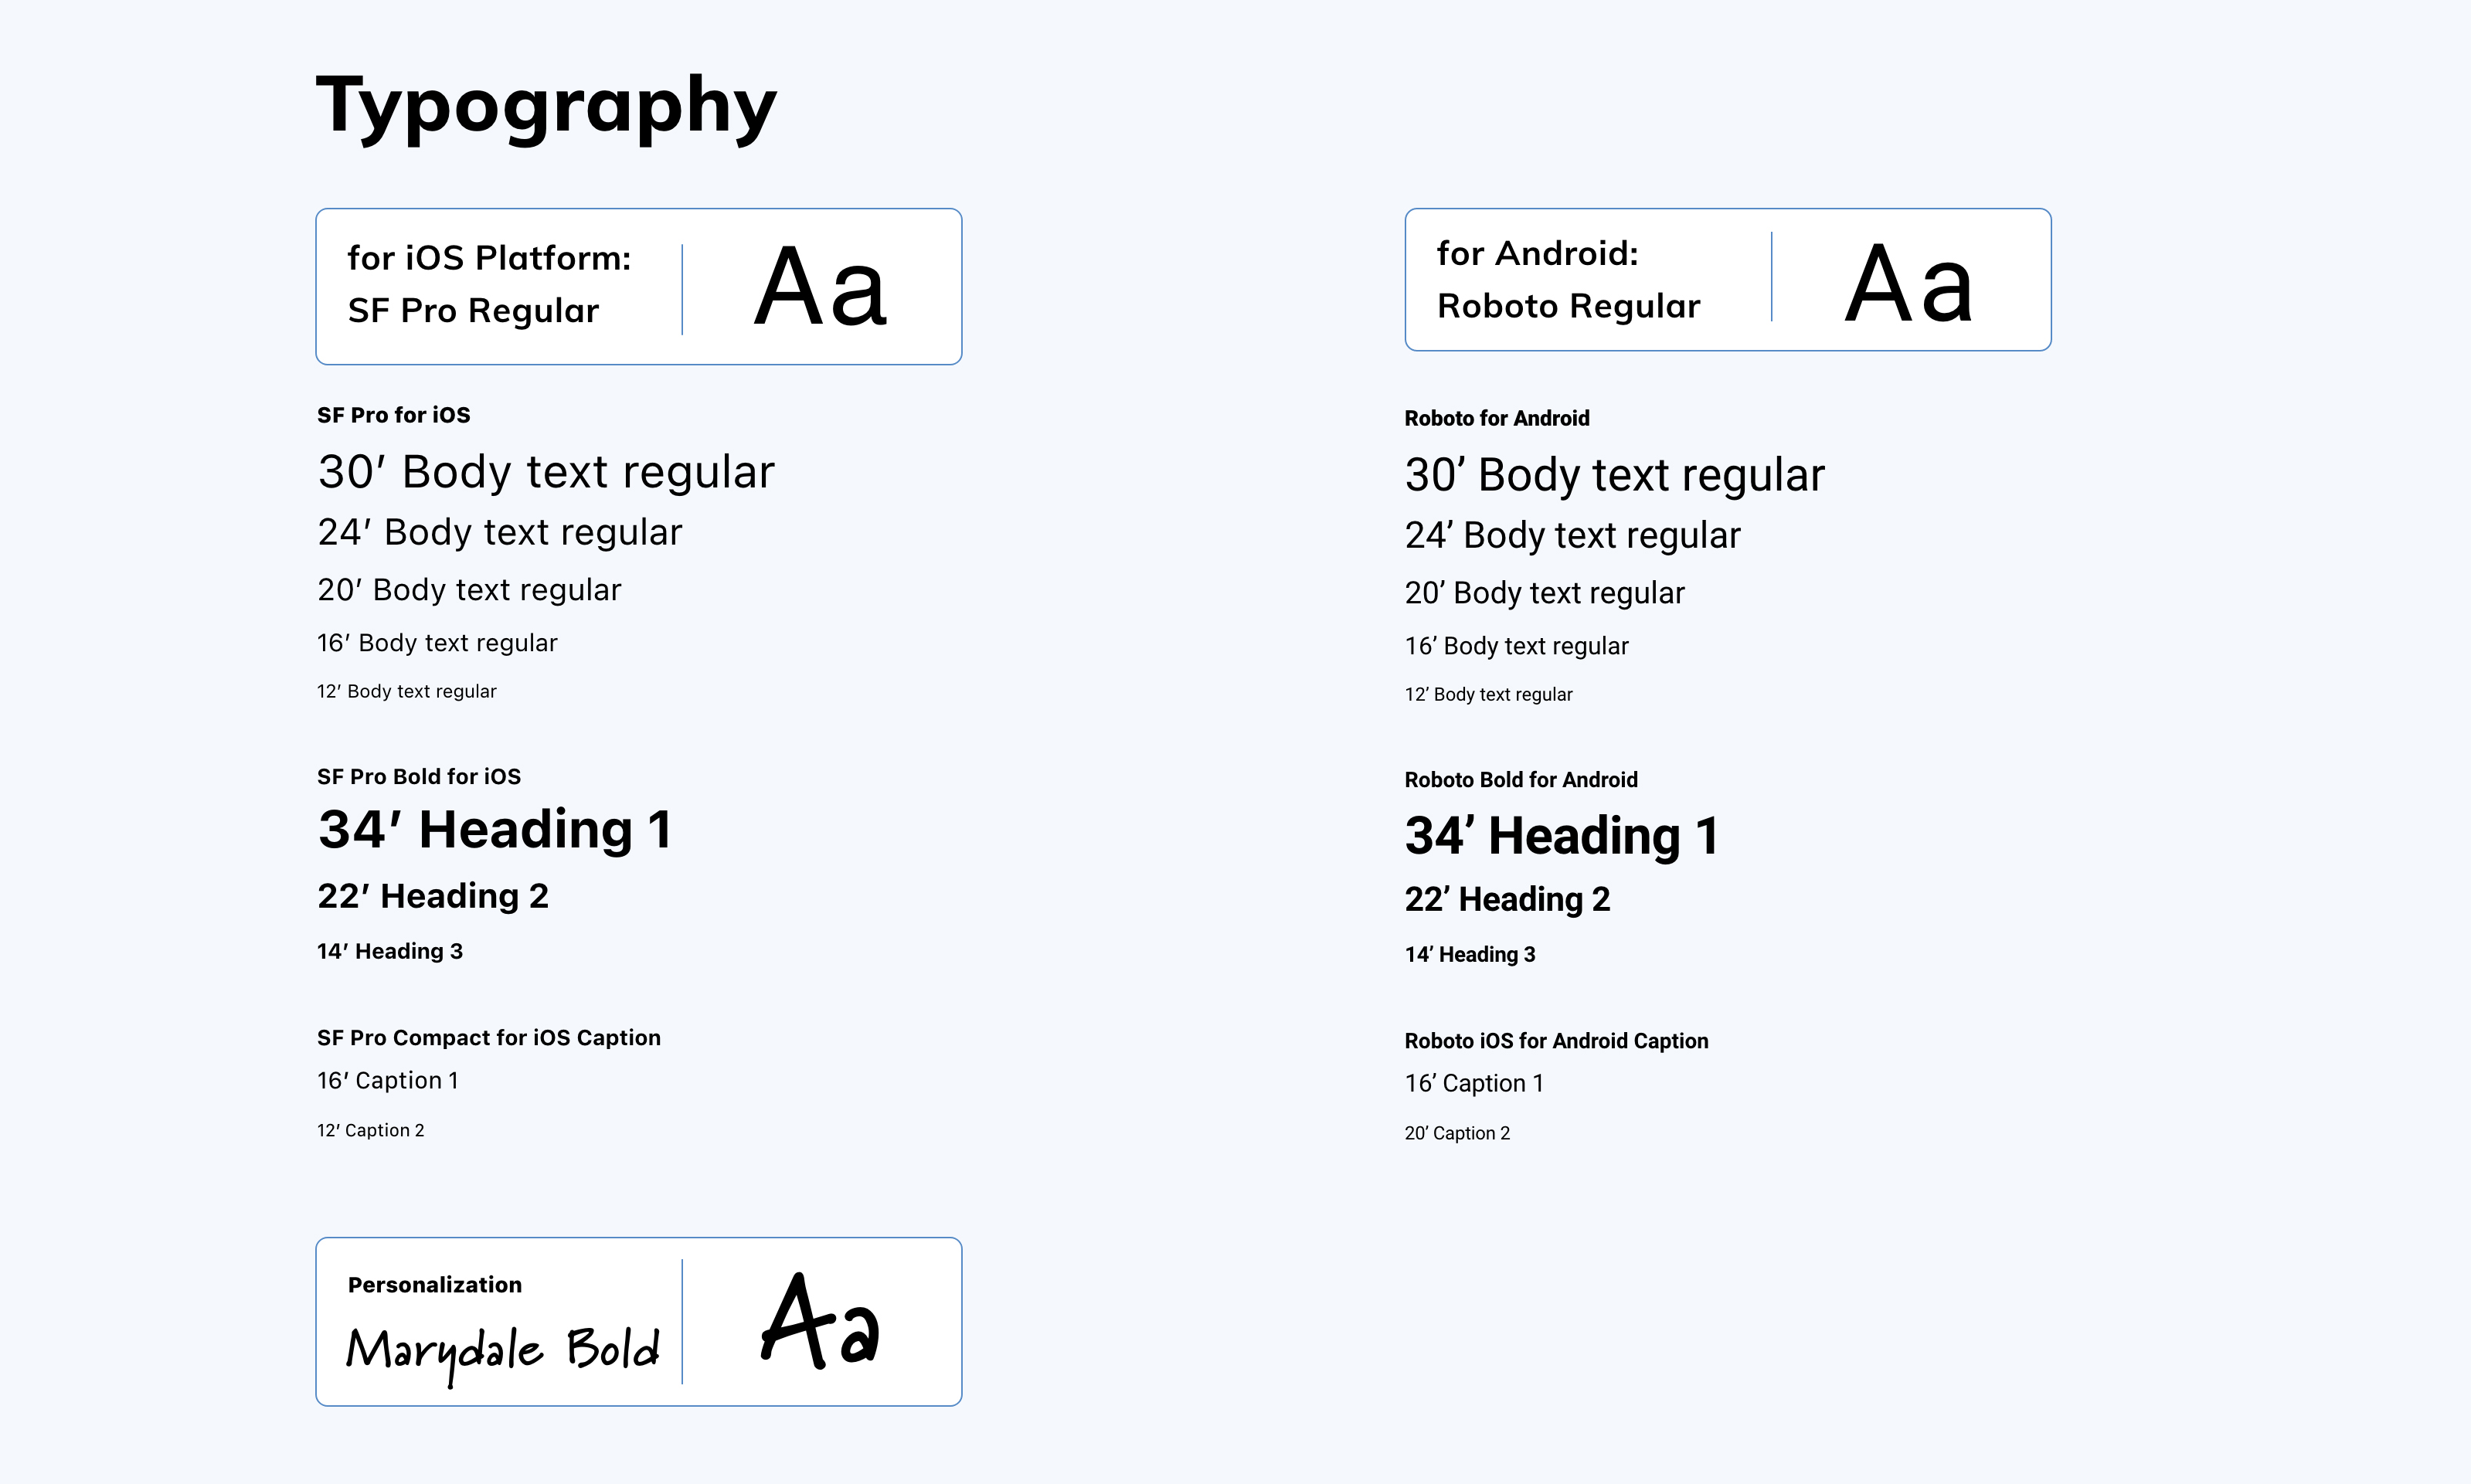 Typography
for iOS Platform:
SF Pro Regular
Aa
SF Pro for iOS
30′ Body text regular
24′ Body text regular
20′ Body text regular
16′ Body text regular
12′ Body text regular
SF Pro Bold for iOS
34′ Heading 1
22′ Heading 2
14′ Heading 3
SF Pro Compact for iOS Caption
16′ Caption 1
12′ Caption 2
Personalization
Marydale Bold
Aa
for Android:
Roboto Regular
Aa
Roboto for Android
30’ Body text regular
24’ Body text regular
20’ Body text regular
16’ Body text regular
12’ Body text regular
Roboto Bold for Android
34’ Heading 1
22’ Heading 2
14’ Heading 3
Roboto iOS for Android Caption
16’ Caption 1
20’ Caption 2